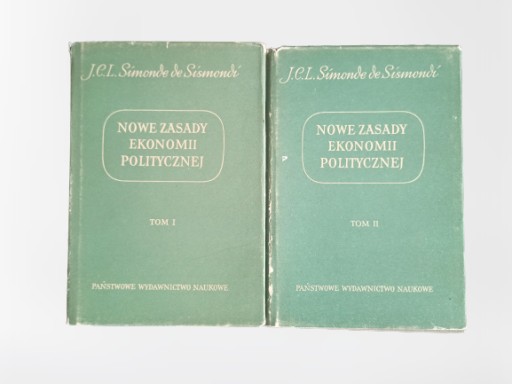 J.C.L. Simonde de Sismondi
NOWE ZASADY
EKONOMII
POLITYCZNEJ
TOM I
PAŃSTWOWE WYDAWNICTWO NAUKOWE
J.C.L. Simonde de Sismondi
NOWE ZASADY
EKONOMII
POLITYCZNEJ
TOM II
PAŃSTWOWE WYDAWNICTWO NAUKOWE